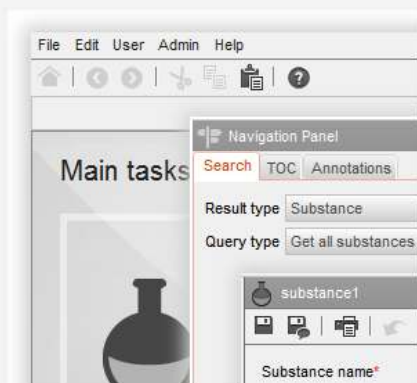 File Edit User Admin Help
Navigation Panel
Main tasks
Search TOC Annotations
Result type Substance
Query type Get all substances
substance1
Substance name*